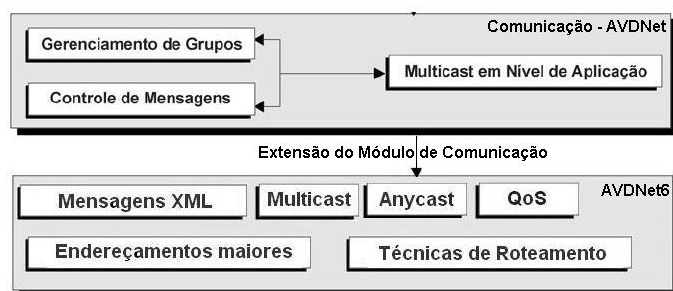 Comunicação - AVDNet
Gerenciamento de Grupos
Multicast em Nível de Aplicação
Controle de Mensagens
Extensão do Módulo de Comunicação
AVDNet6
Mensagens XML
Multicast
Anycast
QoS
Endereçamentos maiores
Técnicas de Roteamento